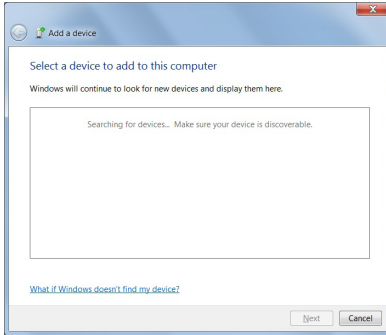 Add a device
Select a device to add to this computer
Windows will continue to look for new devices and display them here.
Searching for devices... Make sure your device is discoverable.
What if Windows doesn't find my device?
Next Cancel